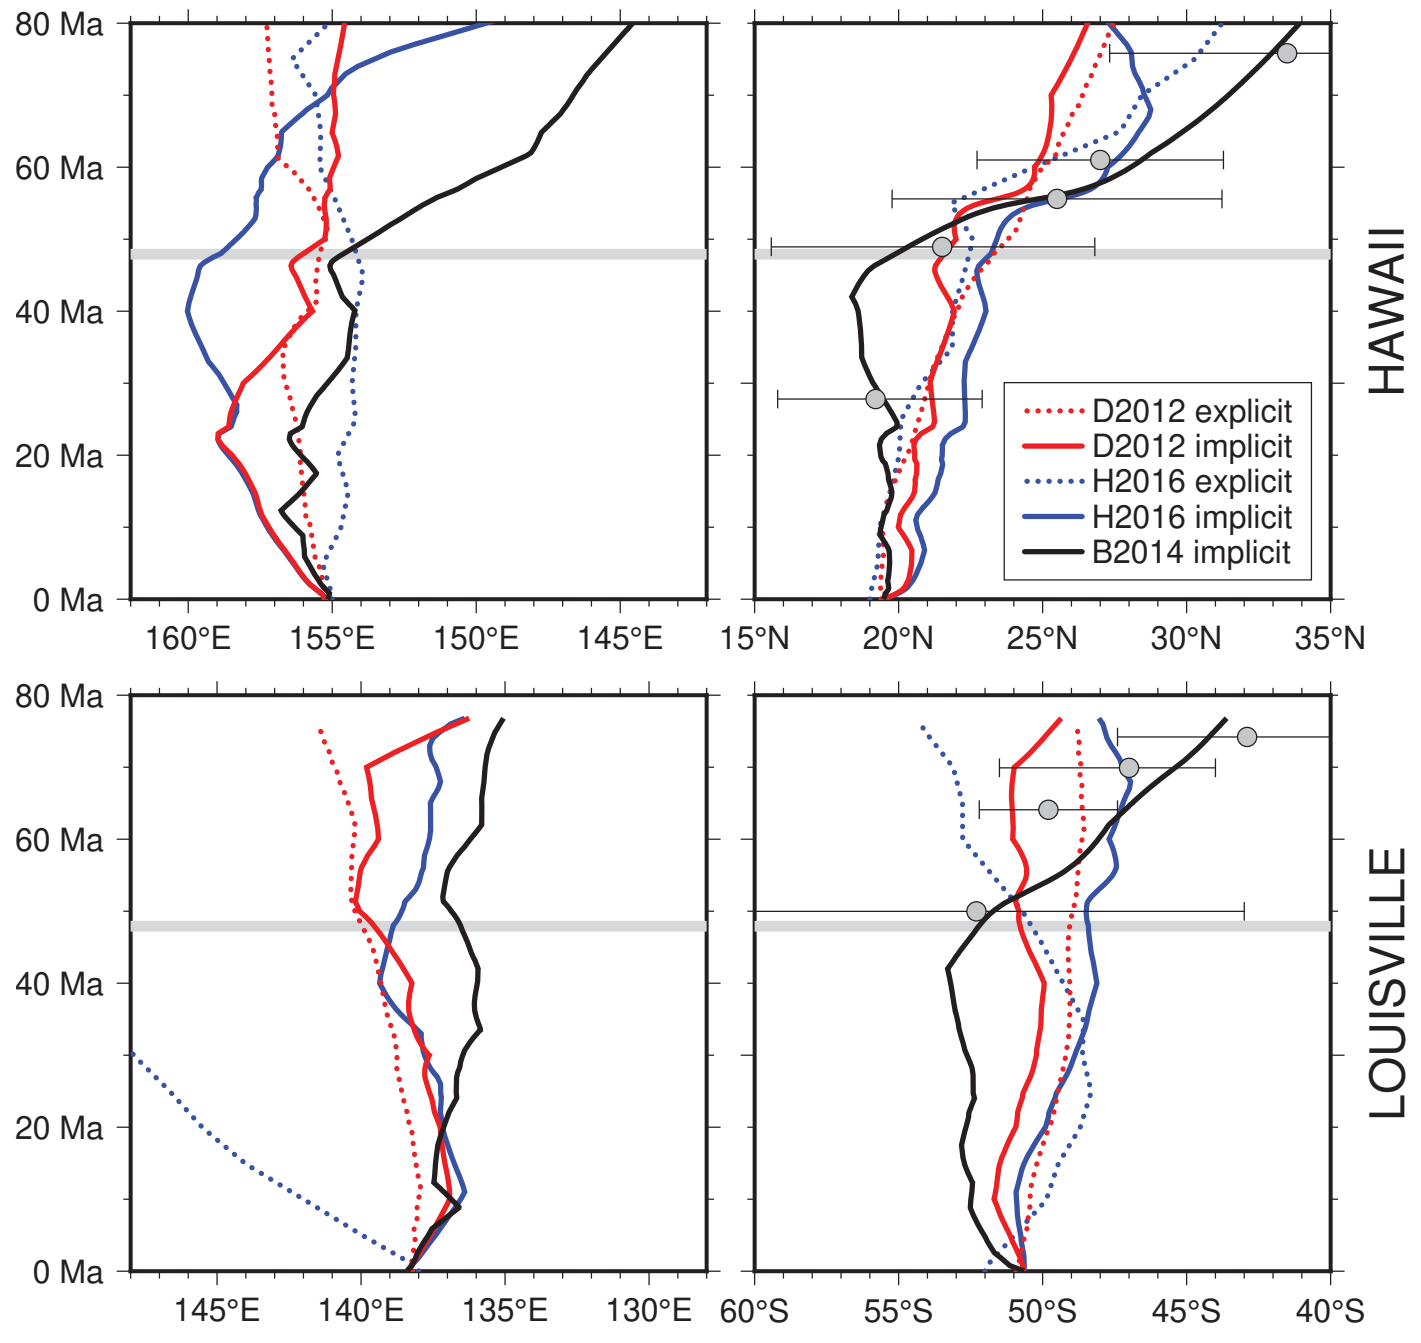 80 Ma
60 Ma
40 Ma
20 Ma
0 Ma
160°E 155°E 150°E 145°E
15°N 20°N 25°N 30°N 35°N
D2012 explicit
D2012 implicit
H2016 explicit
H2016 implicit
B2014 implicit
HAWAII
80 Ma
60 Ma
40 Ma
20 Ma
0 Ma
145°E 140°E 135°E 130°E
60°S 55°S 50°S 45°S 40°S
LOUISVILLE